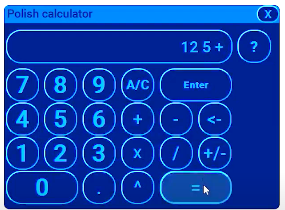 Polish calculator X
12 5 + ?
7 8 9 A/C Enter
4 5 6 + - <-
1 2 3 x / +/-
0 . ^ =